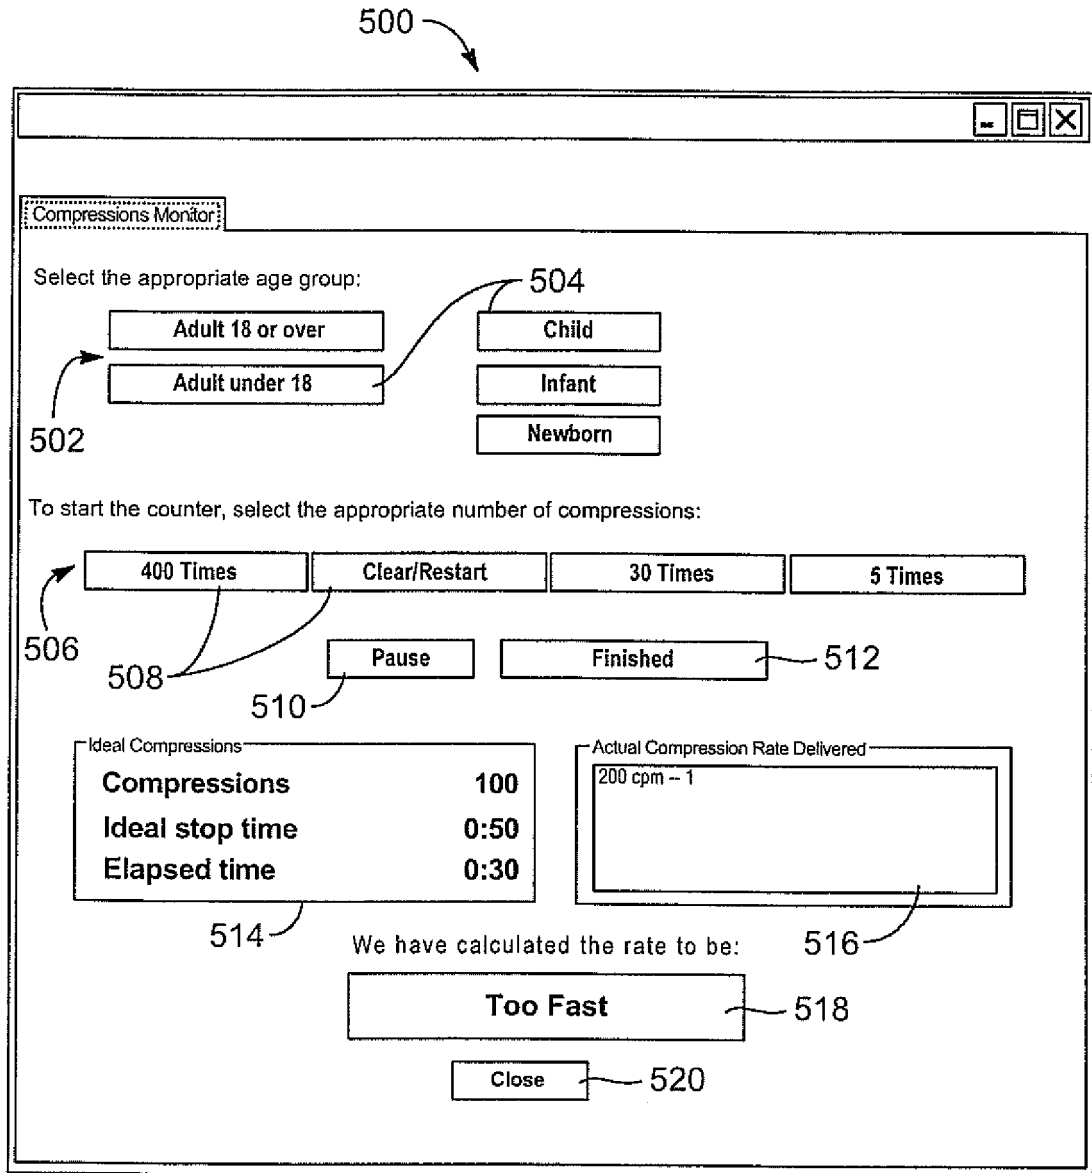 500
Compressions Monitor
Select the appropriate age group:
504
Adult 18 or over
Child
Adult under 18
Infant
502
Newborn
To start the counter, select the appropriate number of compressions:
400 Times
Clear/Restart
30 Times
5 Times
506
508
Pause
Finished
512
510
Ideal Compressions
Compressions 100
Ideal stop time 0:50
Elapsed time 0:30
514
Actual Compression Rate Delivered
200 cpm -- 1
516
We have calculated the rate to be:
Too Fast
518
Close
520